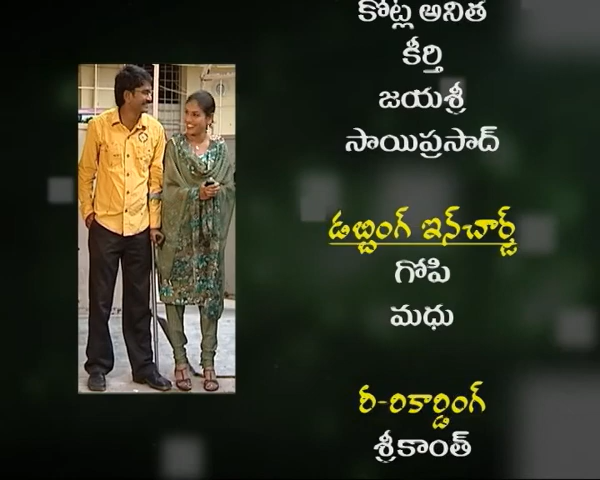 కోట్ల అనిత
కీర్తి
జయశ్రీ
సాయిప్రసాద్
డబ్బింగ్ ఇన్‌చార్జ్
గోపి
మధు
రీ-రికార్డింగ్
శ్రీకాంత్